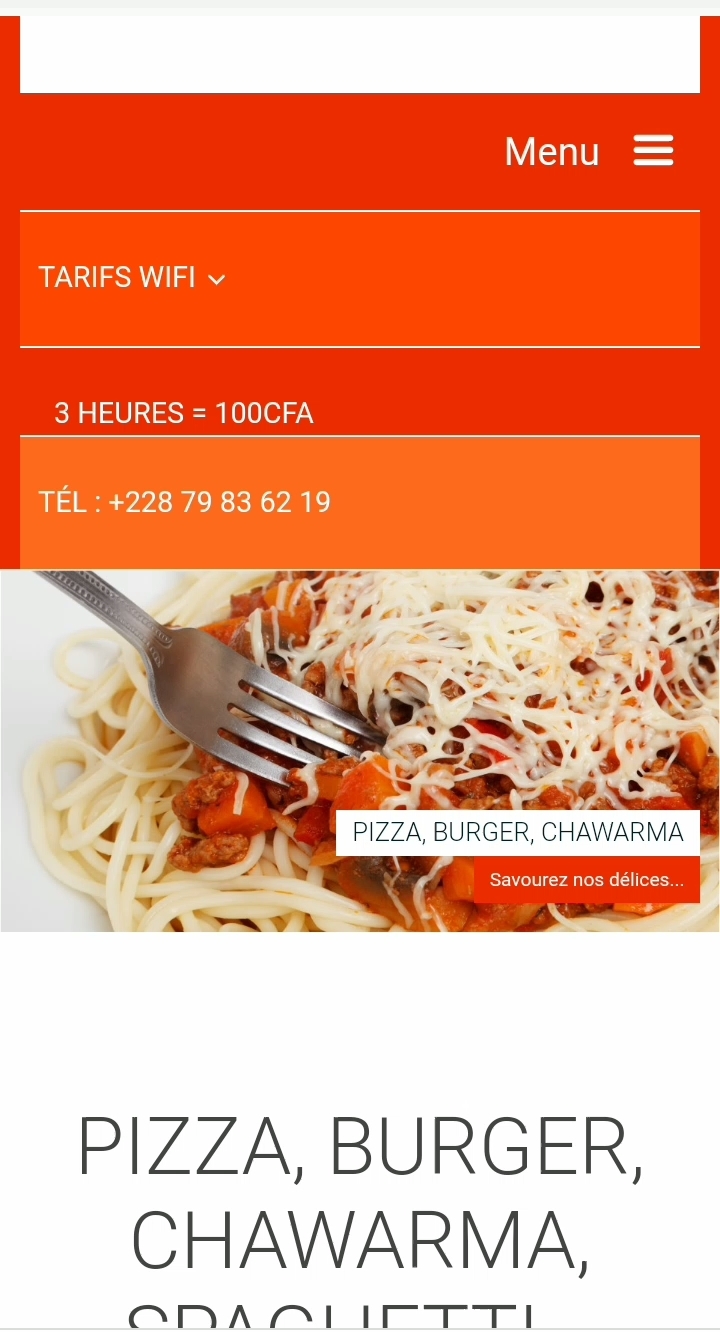 Menu
TARIFS WIFI
3 HEURES = 100CFA
TÉL : +228 79 83 62 19
PIZZA, BURGER, CHAWARMA
Savourez nos délices...
PIZZA, BURGER,
CHAWARMA,
SPAGHETTI